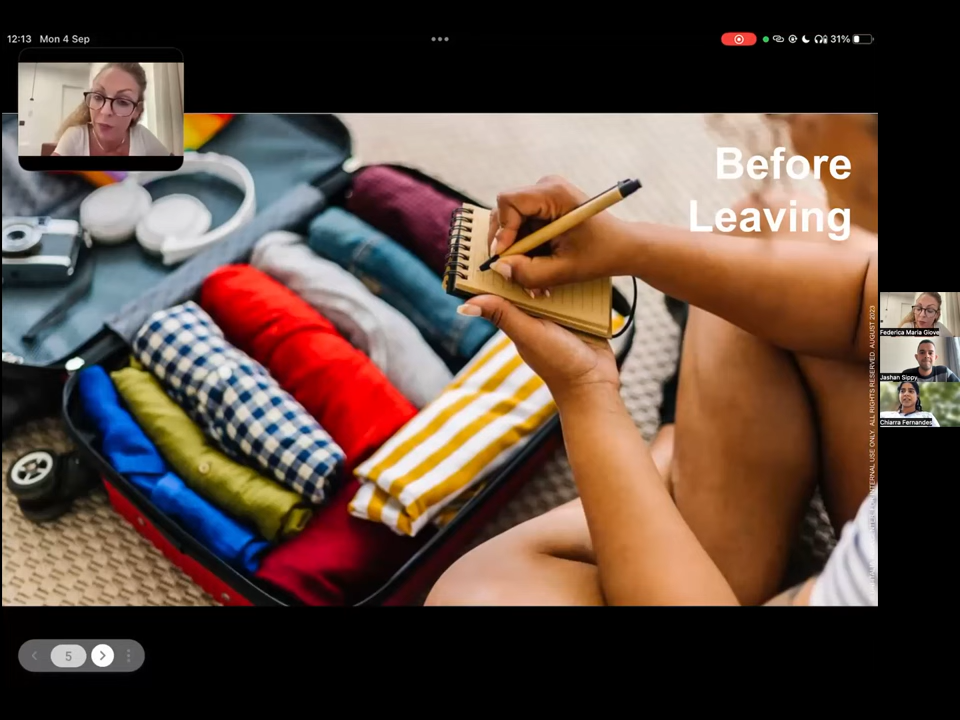 12:13 Mon 4 Sep
31%
Before
Leaving
Federica Maria Giove
Jashan Sippy
Chiarra Fernandes
INTERNAL USE ONLY. ALL RIGHTS RESERVED. AUGUST 2023
5